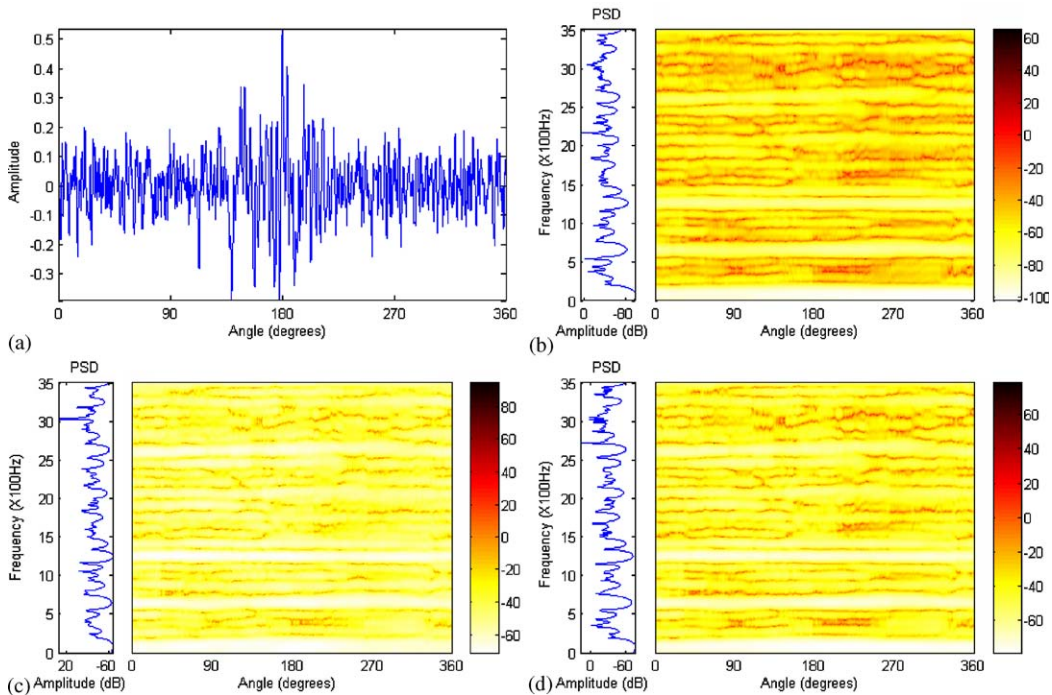 0.5
0.4
0.3
0.2
0.1
0
-0.1
-0.2
-0.3
Amplitude
0 90 180 270 360
Angle (degrees)
(a)
PSD
35
30
25
20
15
10
5
0
Frequency (X100Hz)
0 -80
Amplitude (dB)
0 90 180 270 360
Angle (degrees)
60
40
20
0
-20
-40
-60
-80
-100
(b)
PSD
35
30
25
20
15
10
5
0
Frequency (X100Hz)
20 -60
Amplitude (dB)
0 90 180 270 360
Angle (degrees)
80
60
40
20
0
-20
-40
-60
(c)
PSD
35
30
25
20
15
10
5
0
Frequency (X100Hz)
0 -60
Amplitude (dB)
0 90 180 270 360
Angle (degrees)
60
40
20
0
-20
-40
-60
(d)